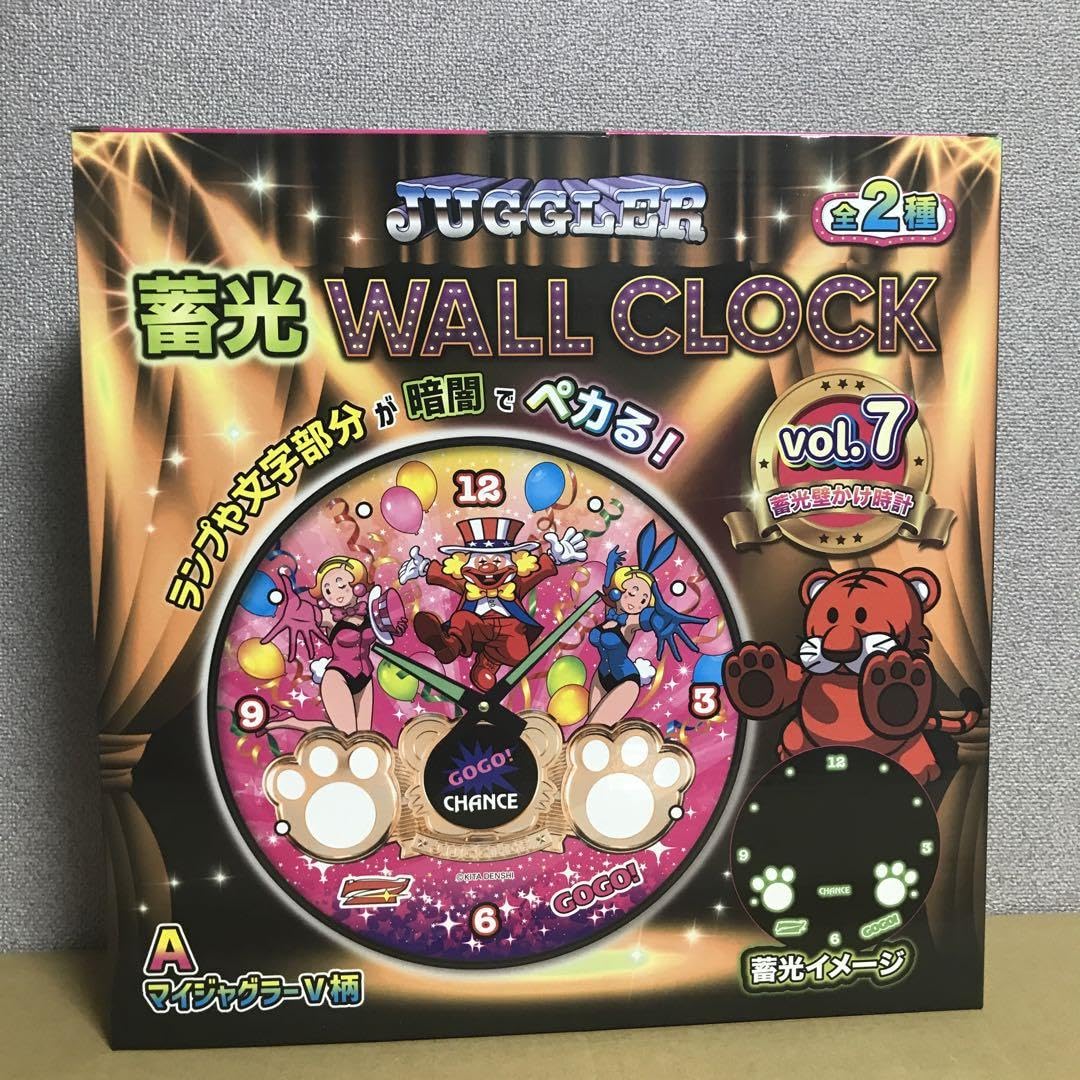 JUGGLER
全2種
蓄光 WALL CLOCK
ランプや文字部分が暗闇でペカる!
vol.7
蓄光壁かけ時計
12
9
3
GOGO!
CHANCE
©KITA DENSHI
7
GOGO!
6
12
9
3
CHANCE
7
GOGO!
6
蓄光イメージ
A
マイジャグラーV柄